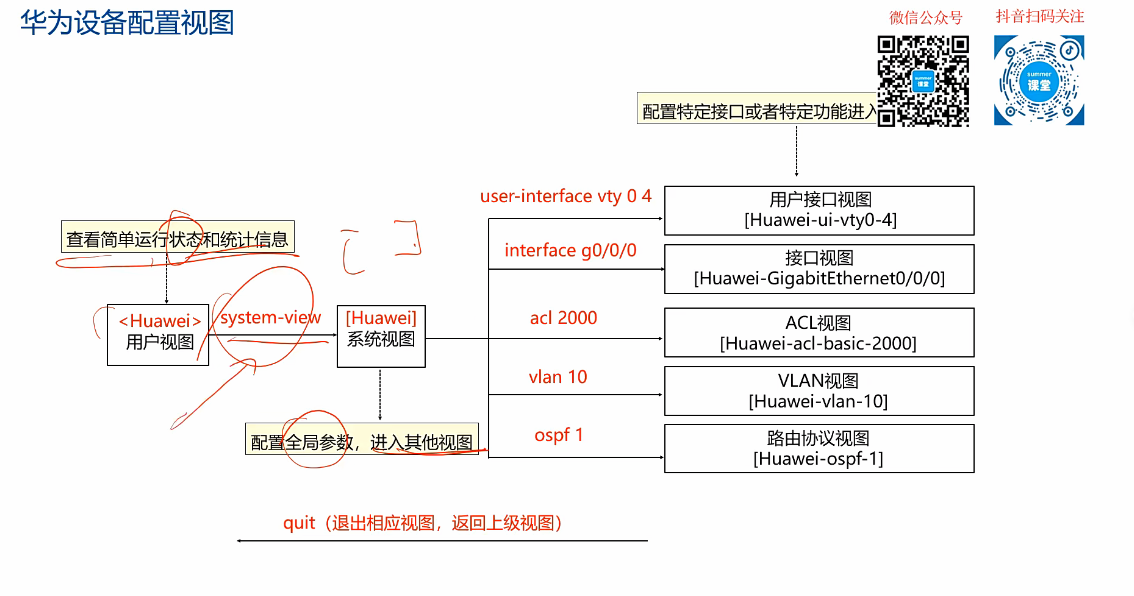 华为设备配置视图
微信公众号
抖音扫码关注
summer
课堂
summer
课堂
配置特定接口或者特定功能进入
查看简单运行状态和统计信息
<Huawei>
用户视图
system-view
[Huawei]
系统视图
配置全局参数，进入其他视图
user-interface vty 0 4
用户接口视图
[Huawei-ui-vty0-4]
interface g0/0/0
接口视图
[Huawei-GigabitEthernet0/0/0]
acl 2000
ACL视图
[Huawei-acl-basic-2000]
vlan 10
VLAN视图
[Huawei-vlan-10]
ospf 1
路由协议视图
[Huawei-ospf-1]
quit（退出相应视图，返回上级视图）